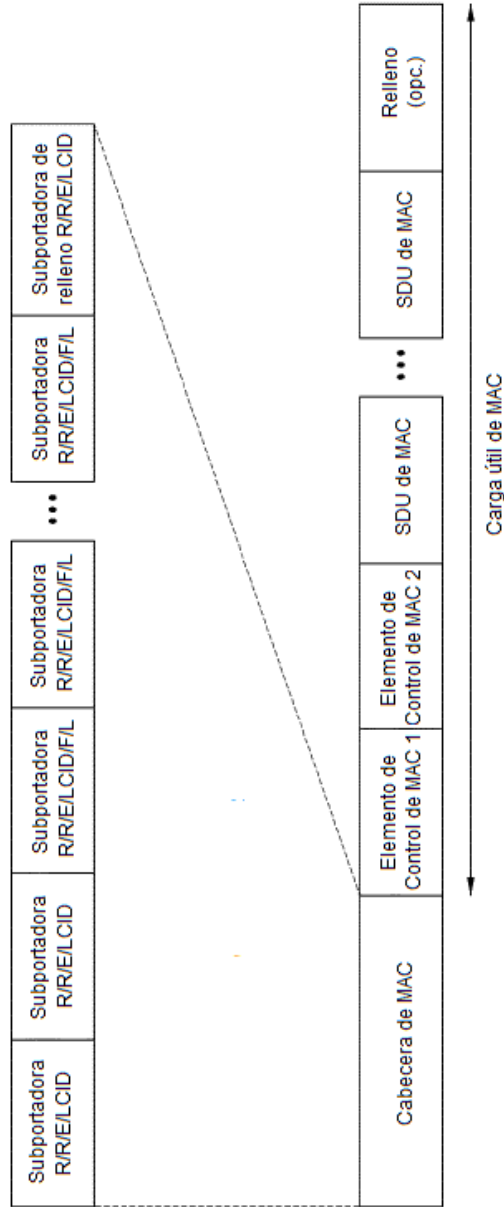 Subportadora
R/R/E/LCID
Subportadora
R/R/E/LCID
Subportadora
R/R/E/LCID/F/L
Subportadora
R/R/E/LCID/F/L
•••
Subportadora
R/R/E/LCID/F/L
Subportadora de
relleno R/R/E/LCID
Cabecera de MAC
Elemento de
Control de MAC 1
Elemento de
Control de MAC 2
SDU de MAC
•••
SDU de MAC
Relleno
(opc.)
Carga útil de MAC